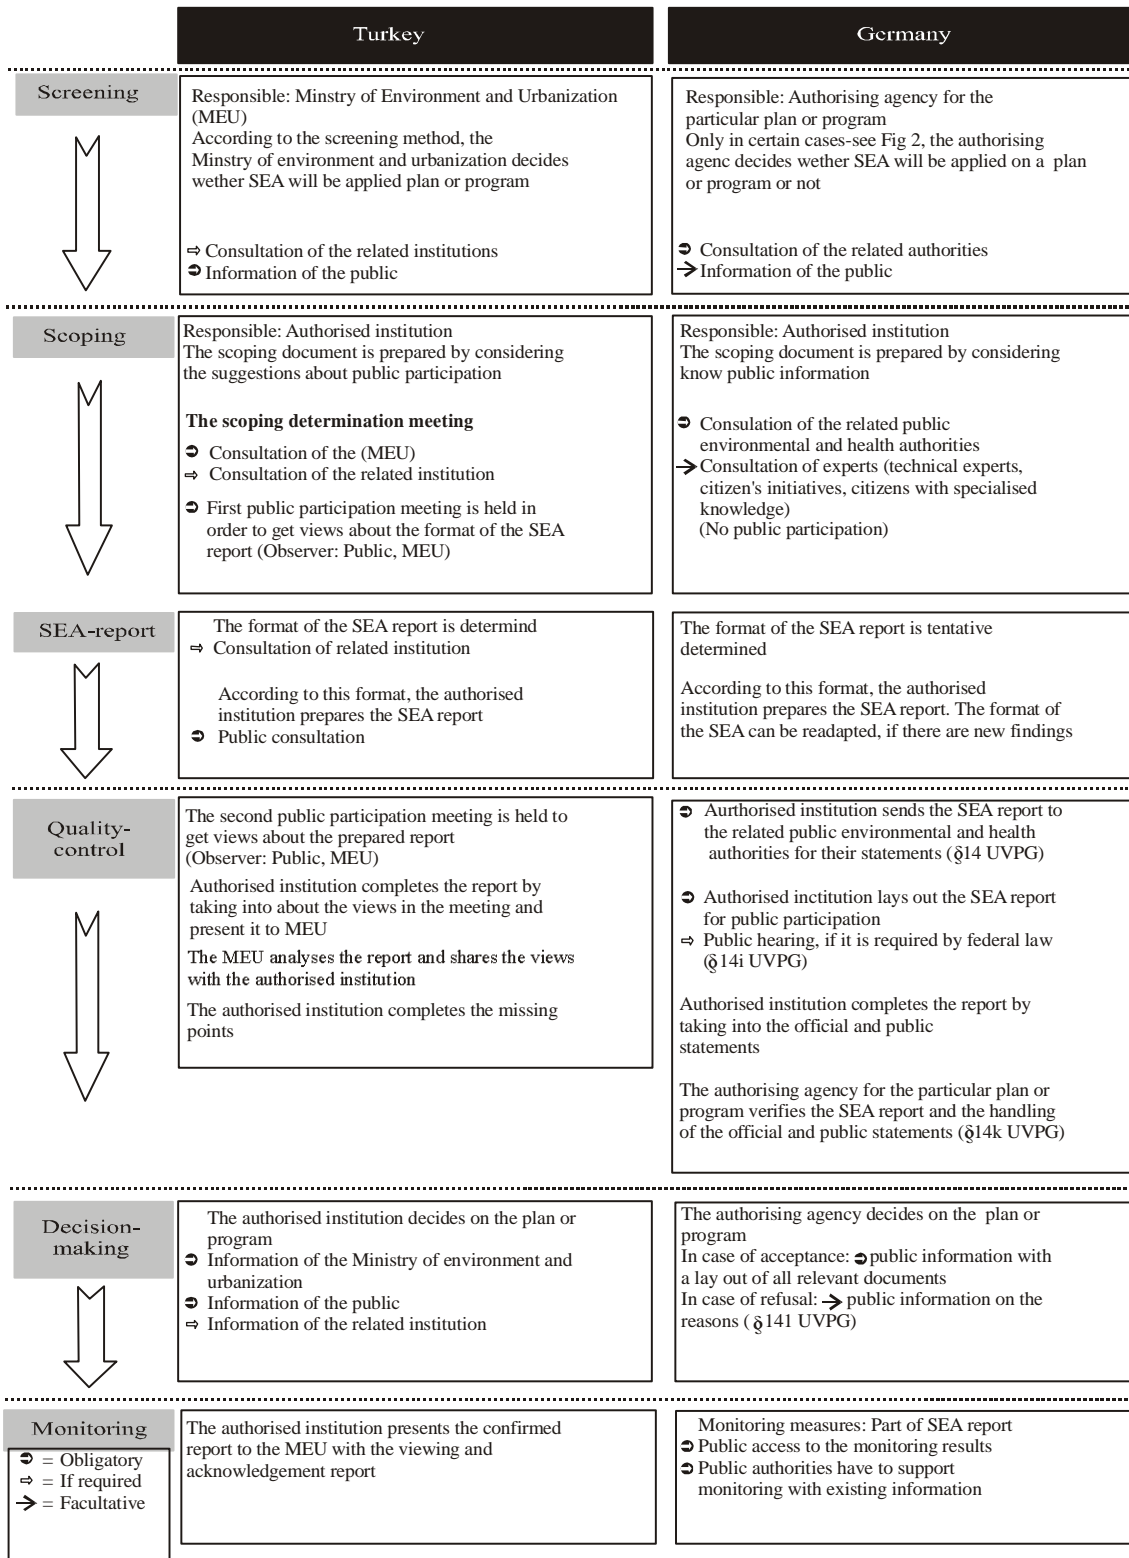 Turkey
Germany
Screening
Responsible: Minstry of Environment and Urbanization
(MEU)
According to the screening method, the
Minstry of environment and urbanization decides
wether SEA will be applied plan or program
⇨ Consultation of the related institutions
➲ Information of the public
Responsible: Authorising agency for the
particular plan or program
Only in certain cases-see Fig 2, the authorising
agenc decides wether SEA will be applied on a plan
or program or not
➲ Consultation of the related authorities
→ Information of the public
Scoping
Responsible: Authorised institution
The scoping document is prepared by considering
the suggestions about public participation
The scoping determination meeting
➲ Consultation of the (MEU)
⇨ Consultation of the related institution
➲ First public participation meeting is held in
order to get views about the format of the SEA
report (Observer: Public, MEU)
Responsible: Authorised institution
The scoping document is prepared by considering
know public information
➲ Consulation of the related public
environmental and health authorities
→ Consultation of experts (technical experts,
citizen's initiatives, citizens with specialised
knowledge)
(No public participation)
SEA-report
The format of the SEA report is determind
⇨ Consultation of related institution
According to this format, the authorised
institution prepares the SEA report
➲ Public consultation
The format of the SEA report is tentative
determined
According to this format, the authorised
institution prepares the SEA report. The format of
the SEA can be readapted, if there are new findings
Quality-
control
The second public participation meeting is held to
get views about the prepared report
(Observer: Public, MEU)
Authorised institution completes the report by
taking into about the views in the meeting and
present it to MEU
The MEU analyses the report and shares the views
with the authorised institution
The authorised institution completes the missing
points
➲ Aurthorised institution sends the SEA report to
the related public environmental and health
authorities for their statements (§14 UVPG)
➲ Authorised inctitution lays out the SEA report
for public participation
⇨ Public hearing, if it is required by federal law
(§14i UVPG)
Authorised institution completes the report by
taking into the official and public
statements
The authorising agency for the particular plan or
program verifies the SEA report and the handling
of the official and public statements (§14k UVPG)
Decision-
making
The authorised institution decides on the plan or
program
➲ Information of the Ministry of environment and
urbanization
➲ Information of the public
⇨ Information of the related institution
The authorising agency decides on the plan or
program
In case of acceptance: ➲ public information with
a lay out of all relevant documents
In case of refusal: → public information on the
reasons (§141 UVPG)
Monitoring
➲ = Obligatory
⇨ = If required
→ = Facultative
The authorised institution presents the confirmed
report to the MEU with the viewing and
acknowledgement report
Monitoring measures: Part of SEA report
➲ Public access to the monitoring results
➲ Public authorities have to support
monitoring with existing information